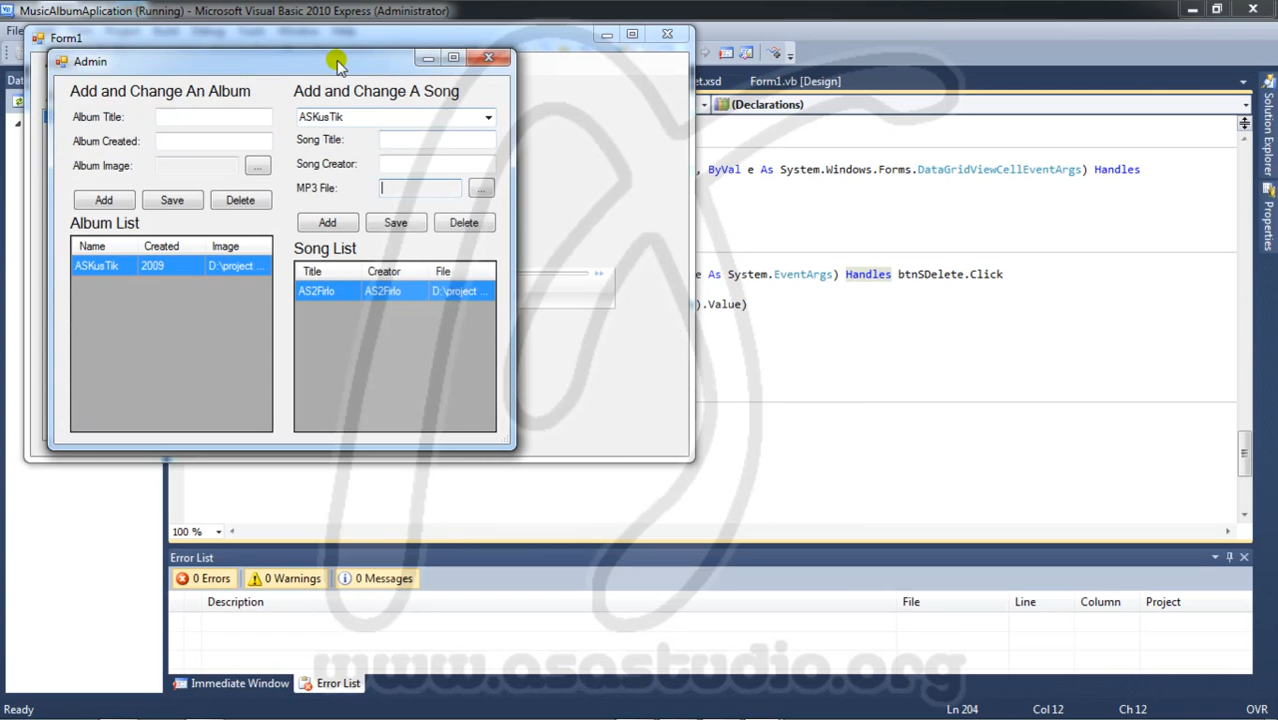 MusicAlbumAplication (Running) - Microsoft Visual Basic 2010 Express (Administrator)
Form1
Admin
Add and Change An Album
Album Title:
Album Created:
Album Image:
...
Add Save Delete
Album List
Name Created Image
ASKusTik 2009 D:\project ...
Add and Change A Song
ASKusTik
Song Title:
Song Creator:
MP3 File:
...
Add Save Delete
Song List
Title Creator File
AS2Firlo AS2Firlo D:\project ...
et.xsd Form1.vb [Design]
(Declarations)
, ByVal e As System.Windows.Forms.DataGridViewCellEventArgs) Handles
e As System.EventArgs) Handles btnSDelete.Click
).Value)
Solution Explorer
Properties
100 %
Error List
0 Errors 0 Warnings 0 Messages
Description File Line Column Project
www.asastudio.org
Immediate Window Error List
Ready Ln 204 Col 12 Ch 12 OVR